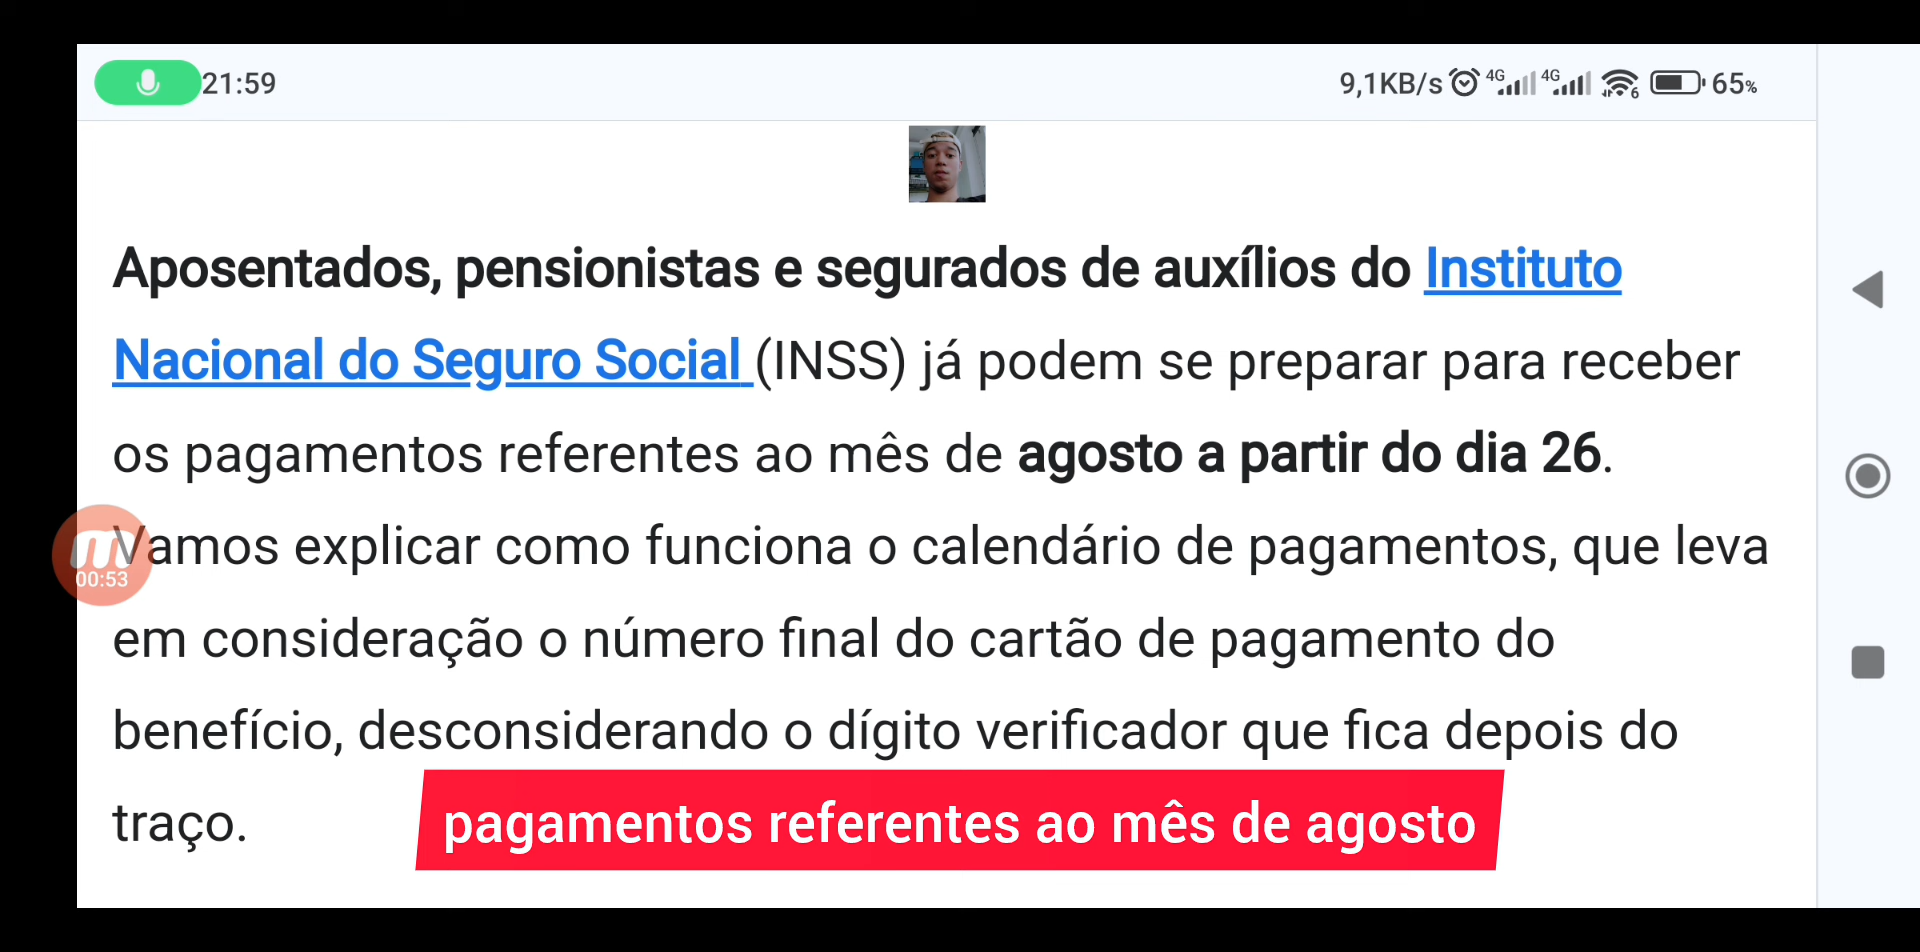 21:59
9,1KB/s 4G 4G 6 65%
Aposentados, pensionistas e segurados de auxílios do Instituto
Nacional do Seguro Social (INSS) já podem se preparar para receber
os pagamentos referentes ao mês de agosto a partir do dia 26.
Vamos explicar como funciona o calendário de pagamentos, que leva
00:53
em consideração o número final do cartão de pagamento do
benefício, desconsiderando o dígito verificador que fica depois do
traço.
pagamentos referentes ao mês de agosto